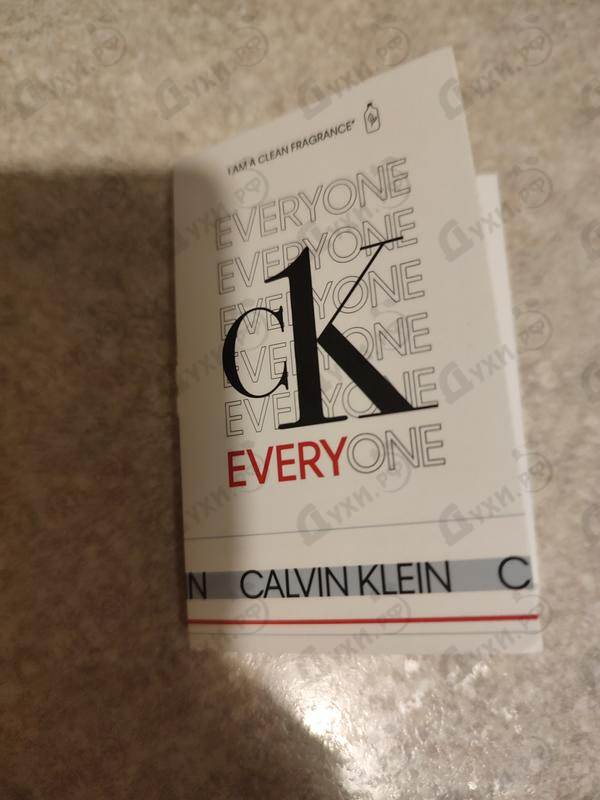 I AM A CLEAN FRAGRANCE*
EVERYONE
EVERYONE
EVERYONE
EVERYONE
EVERYONE
cK
EVERYONE
N CALVIN KLEIN C
Духи.рф